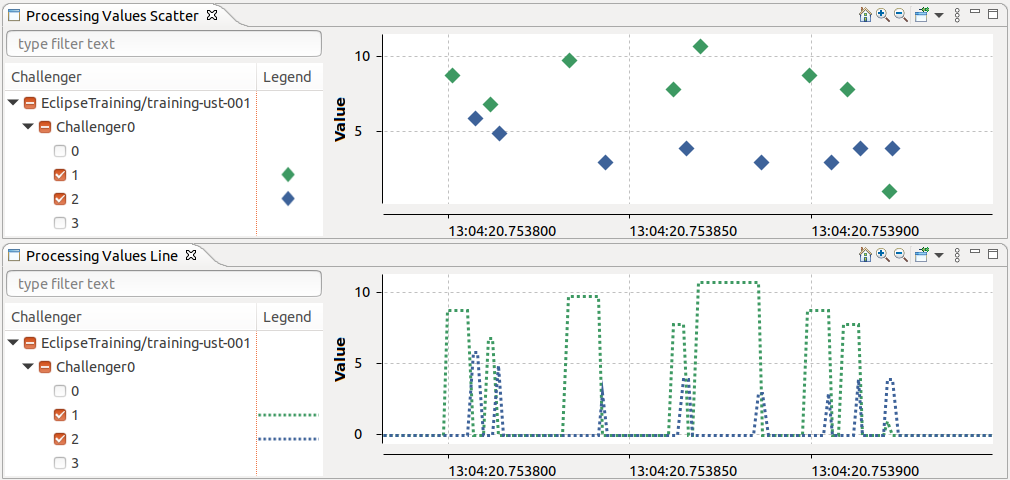 Processing Values Scatter
type filter text
Challenger Legend
EclipseTraining/training-ust-001
Challenger0
0
1
2
3
Value
10
5
13:04:20.753800 13:04:20.753850 13:04:20.753900
Processing Values Line
type filter text
Challenger Legend
EclipseTraining/training-ust-001
Challenger0
0
1
2
3
Value
10
5
0
13:04:20.753800 13:04:20.753850 13:04:20.753900